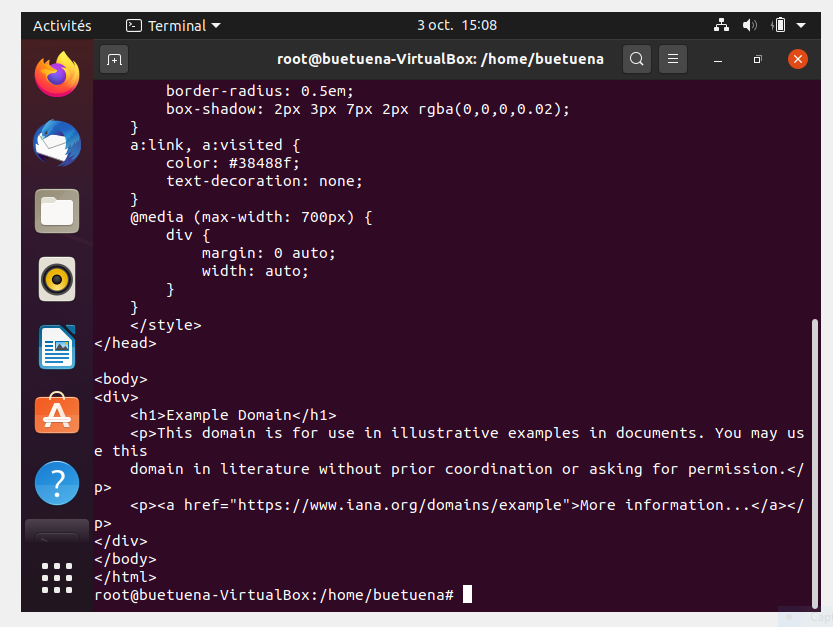 Activités Terminal 3 oct. 15:08
root@buetuena-VirtualBox: /home/buetuena
        border-radius: 0.5em;
        box-shadow: 2px 3px 7px 2px rgba(0,0,0,0.02);
    }
    a:link, a:visited {
        color: #38488f;
        text-decoration: none;
    }
    @media (max-width: 700px) {
        div {
            margin: 0 auto;
            width: auto;
        }
    }
    </style>
</head>

<body>
<div>
    <h1>Example Domain</h1>
    <p>This domain is for use in illustrative examples in documents. You may us
e this
    domain in literature without prior coordination or asking for permission.</
p>
    <p><a href="https://www.iana.org/domains/example">More information...</a></
p>
</div>
</body>
</html>
root@buetuena-VirtualBox:/home/buetuena#